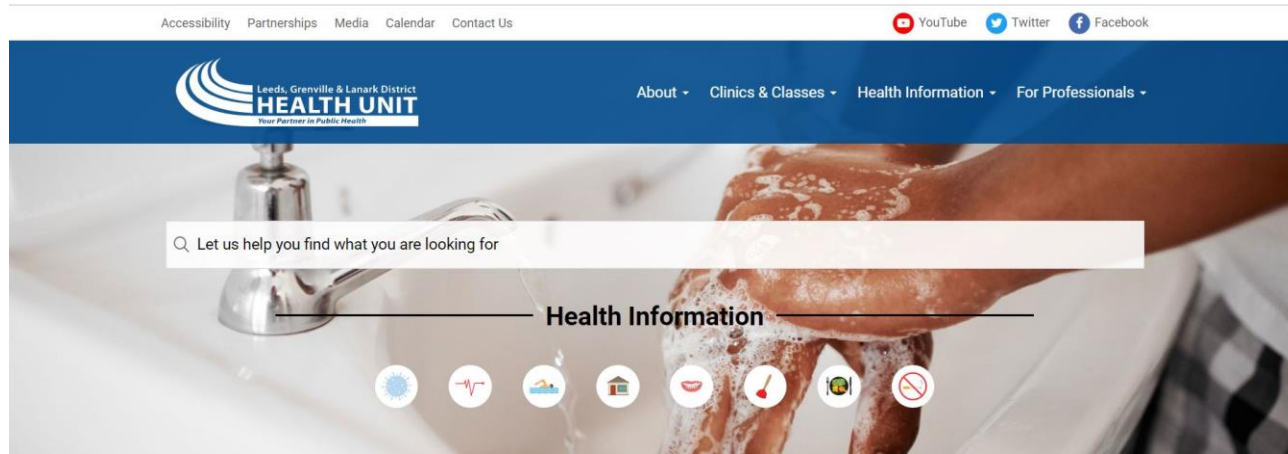 Accessibility Partnerships Media Calendar Contact Us YouTube Twitter Facebook
Leeds, Grenville & Lanark District
HEALTH UNIT
Your Partner in Public Health
About Clinics & Classes Health Information For Professionals
Let us help you find what you are looking for
Health Information